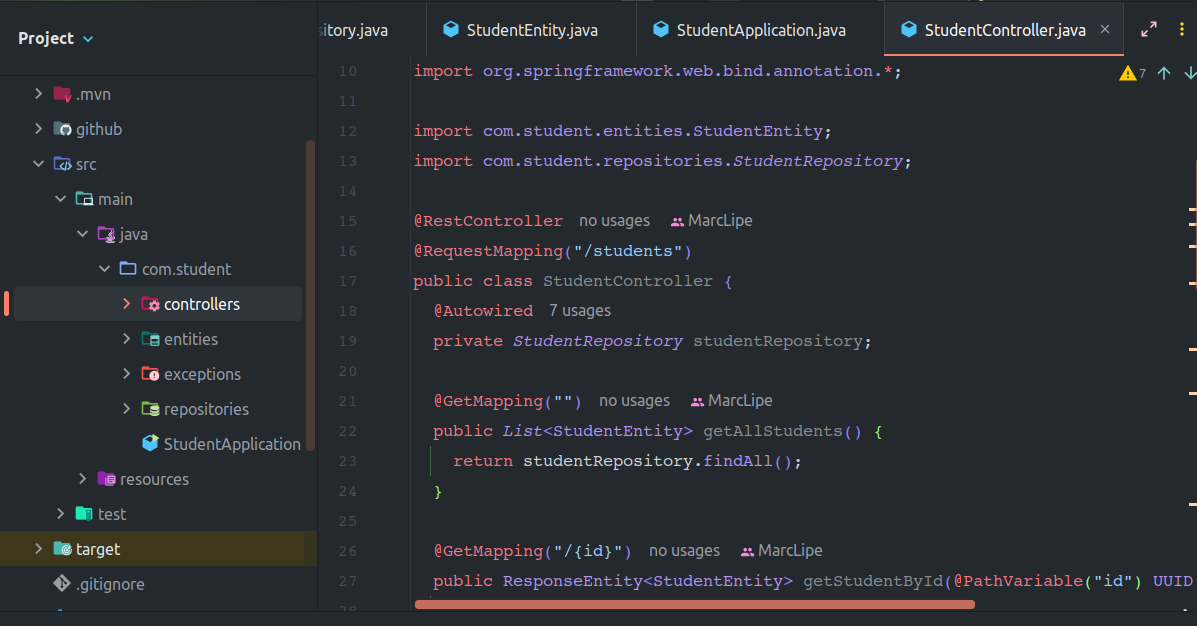 Project
.mvn
github
src
main
java
com.student
controllers
entities
exceptions
repositories
StudentApplication
resources
test
target
.gitignore
itory.java
StudentEntity.java
StudentApplication.java
StudentController.java
7
10 import org.springframework.web.bind.annotation.*;
11
12 import com.student.entities.StudentEntity;
13 import com.student.repositories.StudentRepository;
14
15 @RestController no usages MarcLipe
16 @RequestMapping("/students")
17 public class StudentController {
18 @Autowired 7 usages
19 private StudentRepository studentRepository;
20
21 @GetMapping("") no usages MarcLipe
22 public List<StudentEntity> getAllStudents() {
23 return studentRepository.findAll();
24 }
25
26 @GetMapping("/{id}") no usages MarcLipe
27 public ResponseEntity<StudentEntity> getStudentById(@PathVariable("id") UUID
28